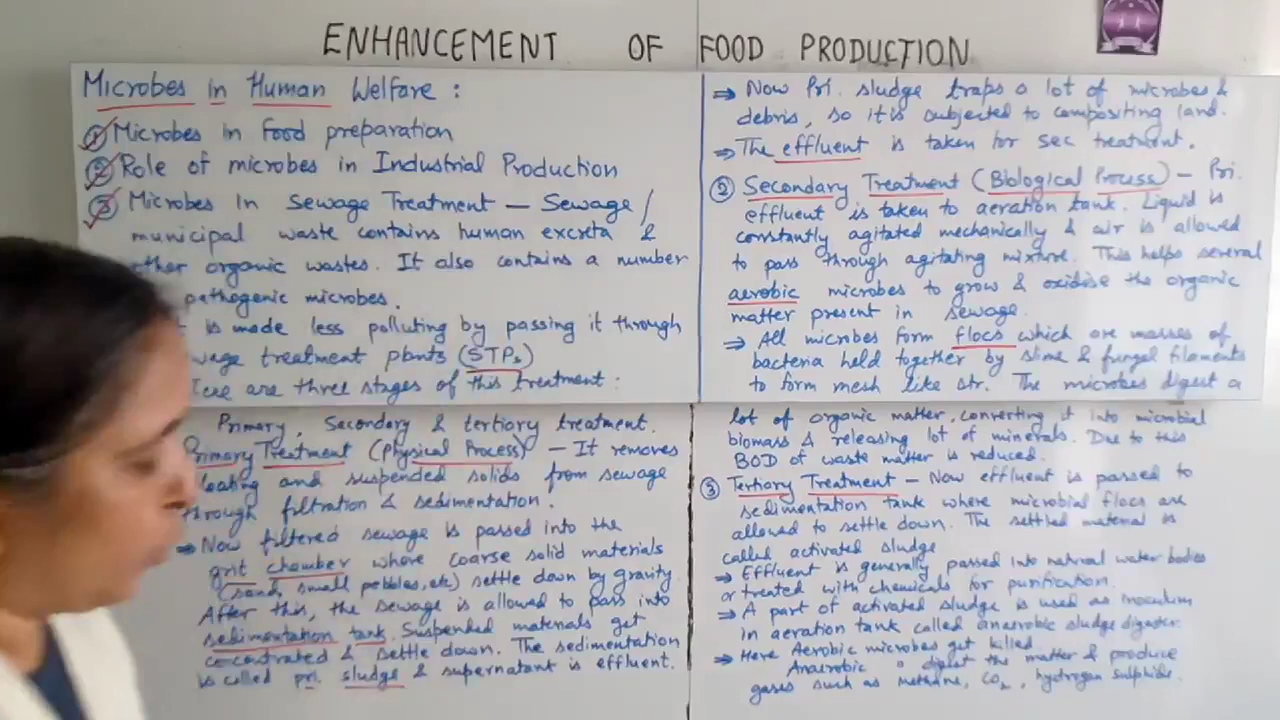 ENHANCEMENT OF FOOD PRODUCTION
Microbes in Human Welfare :
① Microbes in food preparation
② Role of microbes in Industrial Production
③ Microbes in Sewage Treatment – Sewage /
municipal waste contains human excreta &
other organic wastes. It also contains a number
pathogenic microbes.
is made less polluting by passing it through
wage treatment plants (STPs)
are three stages of this treatment :
Primary, Secondary & tertiary treatment.
Primary Treatment (Physical Process) – It removes
and suspended solids from sewage
through filtration & sedimentation.
⇒ Now filtered sewage is passed into the
grit chamber where coarse solid materials
(sand, small pebbles, etc) settle down by gravity
After this, the sewage is allowed to pass into
sedimentation tank. Suspended materials get
concentrated & settle down. The sedimentation
is called pri. sludge & supernatant is effluent.
⇒ Now Pri. sludge traps a lot of microbes &
debris, so it is subjected to compositing land.
⇒ The effluent is taken for sec treatment.
② Secondary Treatment (Biological Process) – Pri.
effluent is taken to aeration tank. Liquid is
constantly agitated mechanically & air is allowed
to pass through agitating mixture. This helps several
aerobic microbes to grow & oxidise the organic
matter present in sewage.
⇒ All microbes form flocs which are masses of
bacteria held together by slime & fungal filaments
to form mesh like str. The microbes digest a
lot of organic matter, converting it into microbial
biomass & releasing lot of minerals. Due to this
BOD of waste matter is reduced.
③ Tertiory Treatment – Now effluent is passed to
sedimentation tank where microbial flocs are
allowed to settle down. The settled material is
called activated sludge
⇒ Effluent is generally passed into natural water bodies
or treated with chemicals for purification.
⇒ A part of activated sludge is used as inoculum
in aeration tank called anaerobic sludge digester.
⇒ Here Aerobic microbes get killed
Anaerobic " digest the matter & produce
gases such as methane, CO2, hydrogen sulphide.